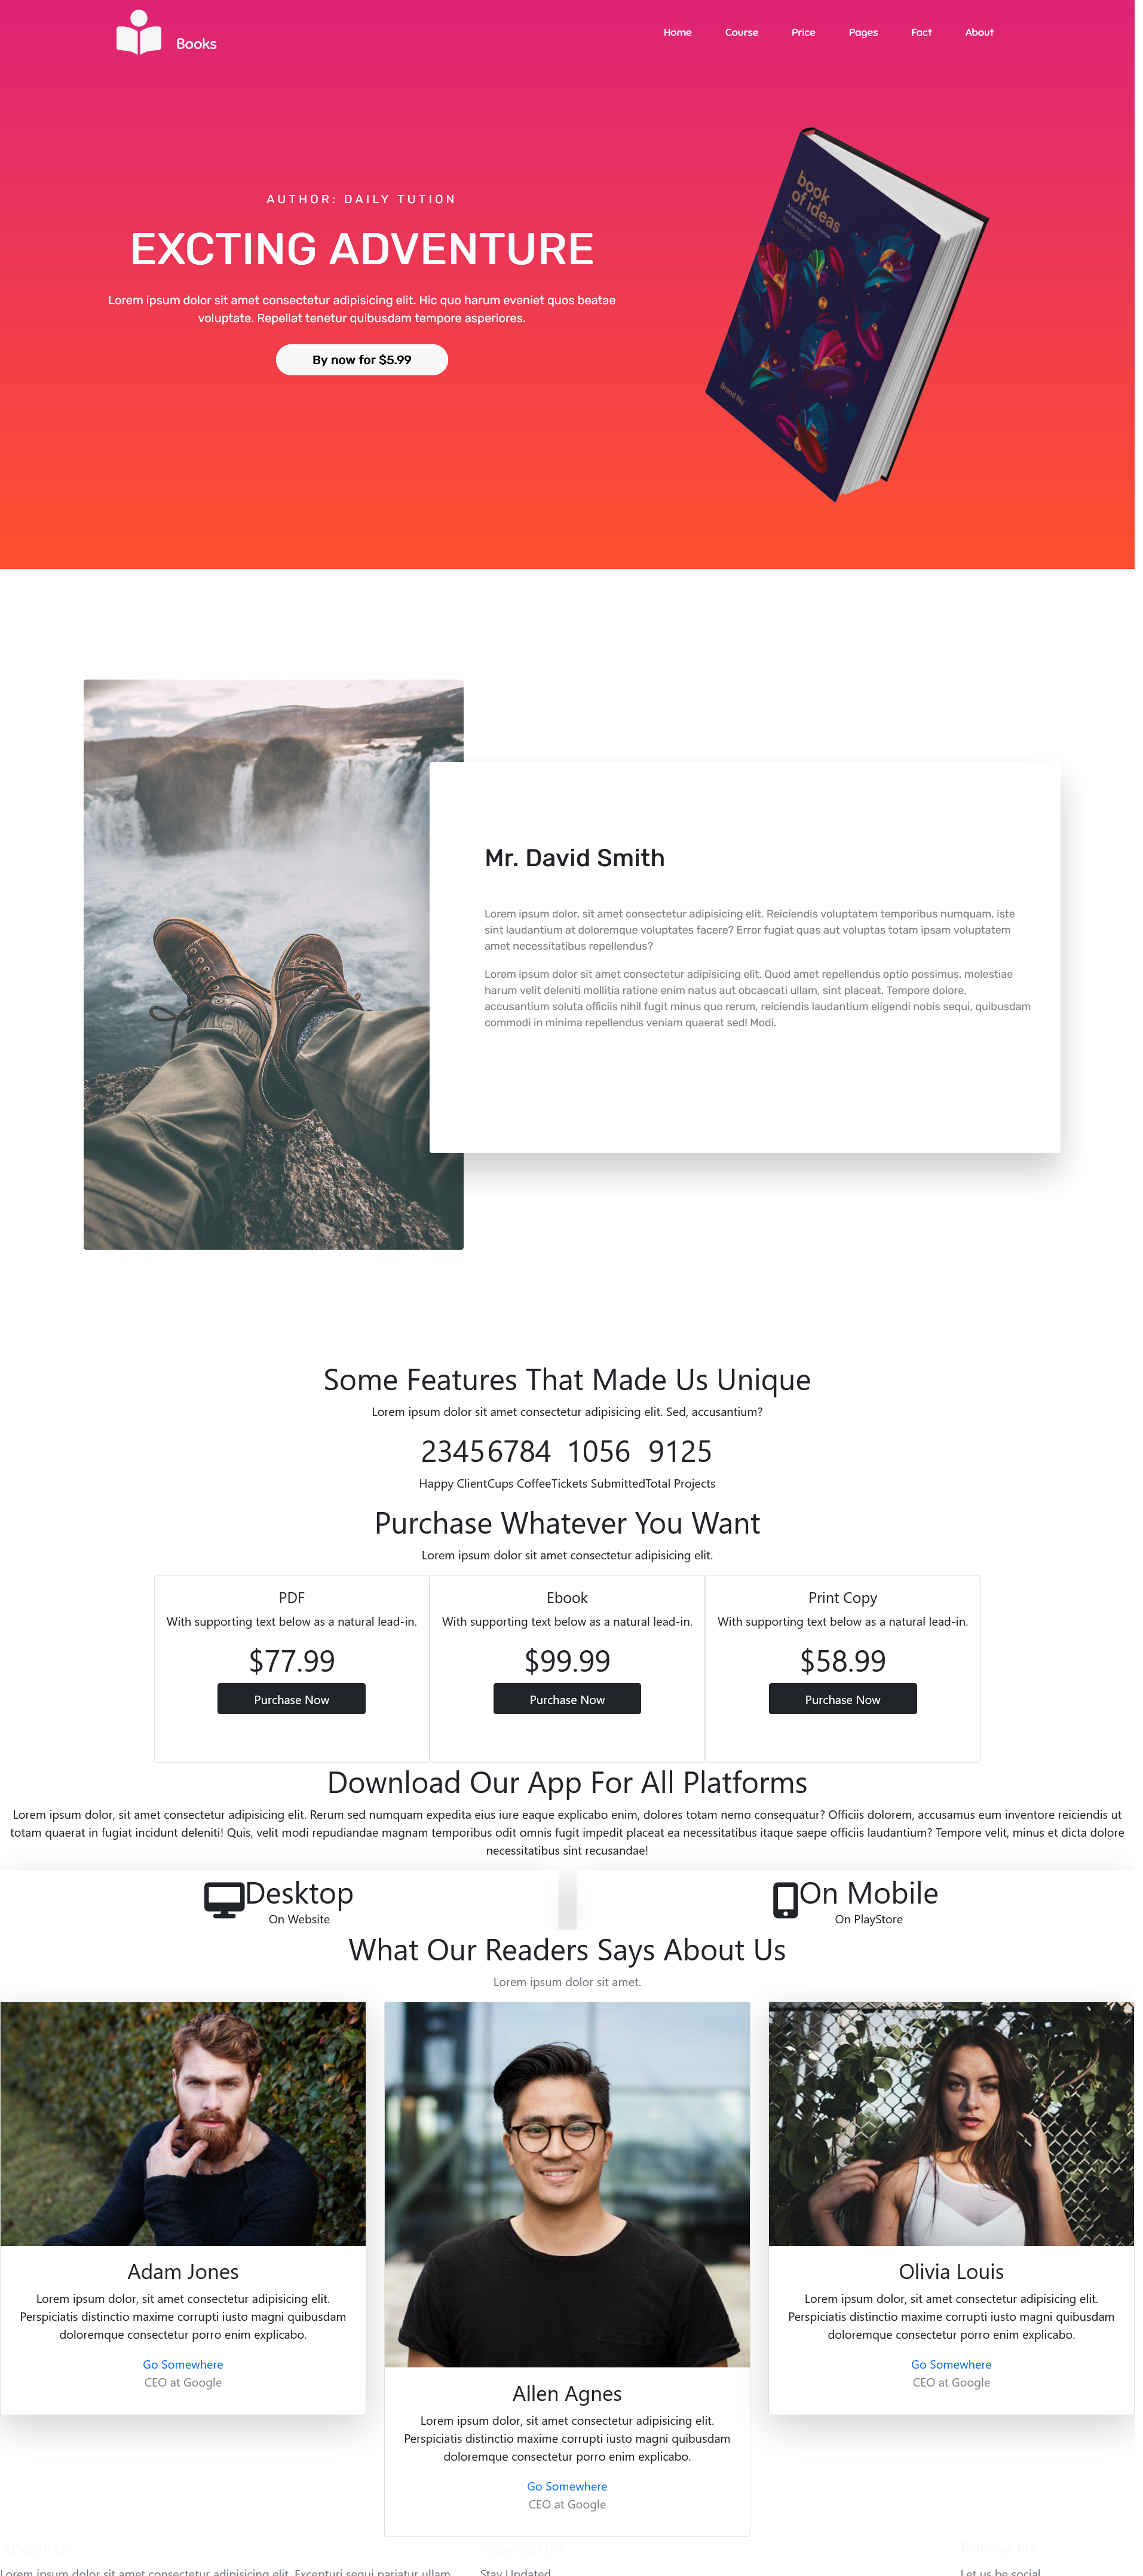 Books
Home Course Price Pages Fact About
AUTHOR: DAILY TUTION
EXCTING ADVENTURE
Lorem ipsum dolor sit amet consectetur adipisicing elit. Hic quo harum eveniet quos beatae
voluptate. Repellat tenetur quibusdam tempore asperiores.
By now for $5.99
book
of ideas
Brand Nu
Mr. David Smith
Lorem ipsum dolor, sit amet consectetur adipisicing elit. Reiciendis voluptatem temporibus numquam, iste
sint laudantium at doloremque voluptates facere? Error fugiat quas aut voluptas totam ipsam voluptatem
amet necessitatibus repellendus?
Lorem ipsum dolor sit amet consectetur adipisicing elit. Quod amet repellendus optio possimus, molestiae
harum velit deleniti mollitia ratione enim natus aut obcaecati ullam, sint placeat. Tempore dolore,
accusantium soluta officiis nihil fugit minus quo rerum, reiciendis laudantium eligendi nobis sequi, quibusdam
commodi in minima repellendus veniam quaerat sed! Modi.
Some Features That Made Us Unique
Lorem ipsum dolor sit amet consectetur adipisicing elit. Sed, accusantium?
23456784 1056 9125
Happy ClientCups CoffeeTickets SubmittedTotal Projects
Purchase Whatever You Want
Lorem ipsum dolor sit amet consectetur adipisicing elit.
PDF Ebook Print Copy
With supporting text below as a natural lead-in. With supporting text below as a natural lead-in. With supporting text below as a natural lead-in.
$77.99 $99.99 $58.99
Purchase Now Purchase Now Purchase Now
Download Our App For All Platforms
Lorem ipsum dolor, sit amet consectetur adipisicing elit. Rerum sed numquam expedita eius iure eaque explicabo enim, dolores totam nemo consequatur? Officiis dolorem, accusamus eum inventore reiciendis ut
totam quaerat in fugiat incidunt deleniti! Quis, velit modi repudiandae magnam temporibus odit omnis fugit impedit placeat ea necessitatibus itaque saepe officiis laudantium? Tempore velit, minus et dicta dolore
necessitatibus sint recusandae!
Desktop
On Website
On Mobile
On PlayStore
What Our Readers Says About Us
Lorem ipsum dolor sit amet.
Adam Jones
Lorem ipsum dolor, sit amet consectetur adipisicing elit.
Perspiciatis distinctio maxime corrupti iusto magni quibusdam
doloremque consectetur porro enim explicabo.
Go Somewhere
CEO at Google
Allen Agnes
Lorem ipsum dolor, sit amet consectetur adipisicing elit.
Perspiciatis distinctio maxime corrupti iusto magni quibusdam
doloremque consectetur porro enim explicabo.
Go Somewhere
CEO at Google
Olivia Louis
Lorem ipsum dolor, sit amet consectetur adipisicing elit.
Perspiciatis distinctio maxime corrupti iusto magni quibusdam
doloremque consectetur porro enim explicabo.
Go Somewhere
CEO at Google
About Us Newsletter Follow Us
Lorem ipsum dolor sit amet consectetur adipisicing elit. Excepturi sequi pariatur ullam Stay Updated Let us be social